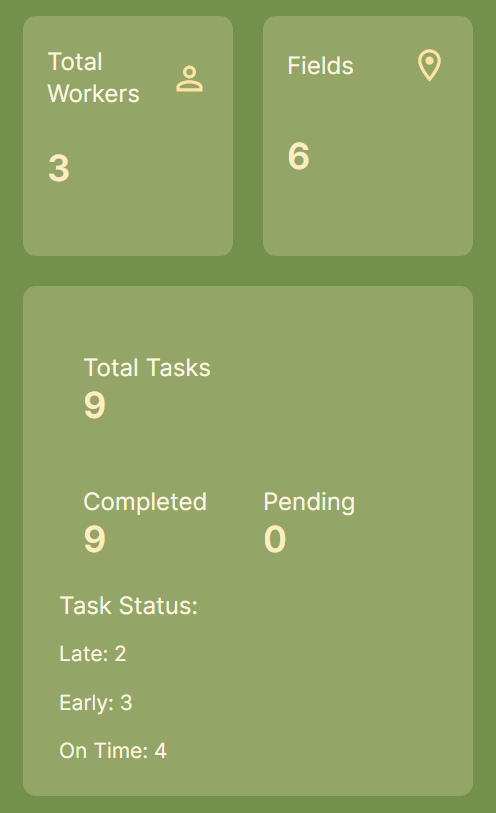 Total
Workers
3
Fields
6
Total Tasks
9
Completed
9
Pending
0
Task Status:
Late: 2
Early: 3
On Time: 4